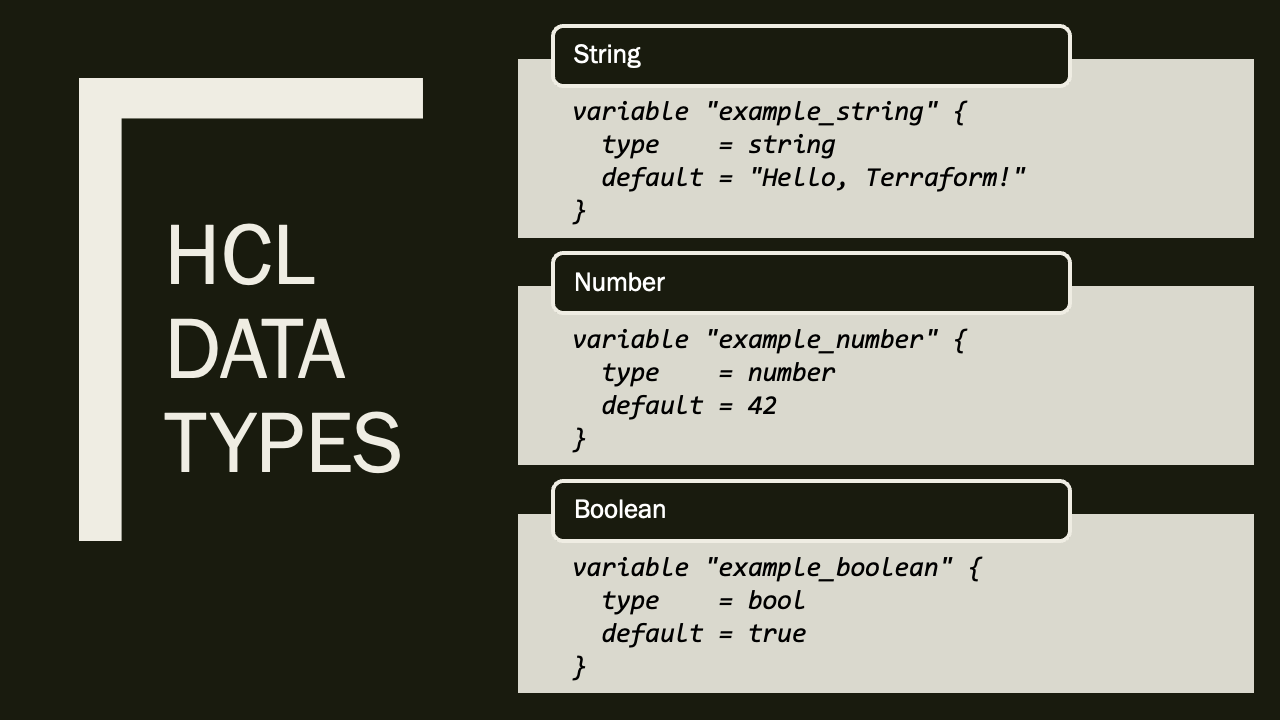 HCL
DATA
TYPES
String
variable "example_string" {
  type    = string
  default = "Hello, Terraform!"
}
Number
variable "example_number" {
  type    = number
  default = 42
}
Boolean
variable "example_boolean" {
  type    = bool
  default = true
}